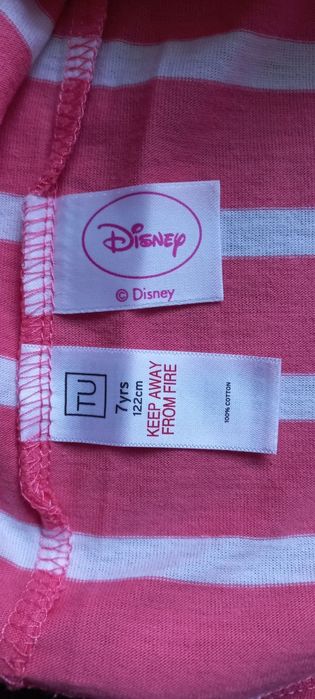 Disney
© Disney
TU
7 yrs
122cm
KEEP AWAY
FROM FIRE
100% COTTON